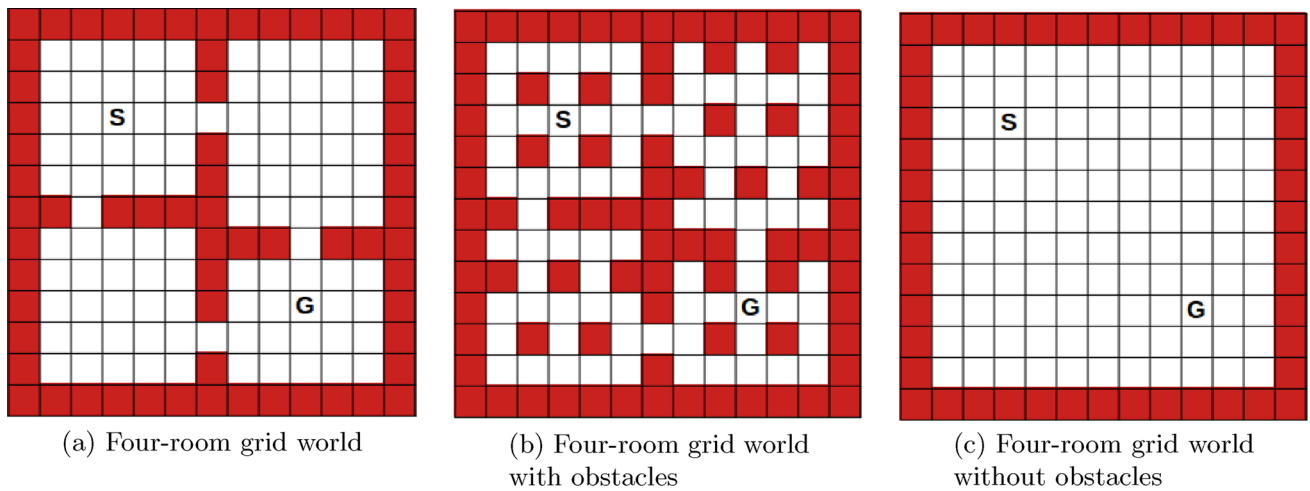 S
G
S
G
S
G
(a) Four-room grid world
(b) Four-room grid world
with obstacles
(c) Four-room grid world
without obstacles